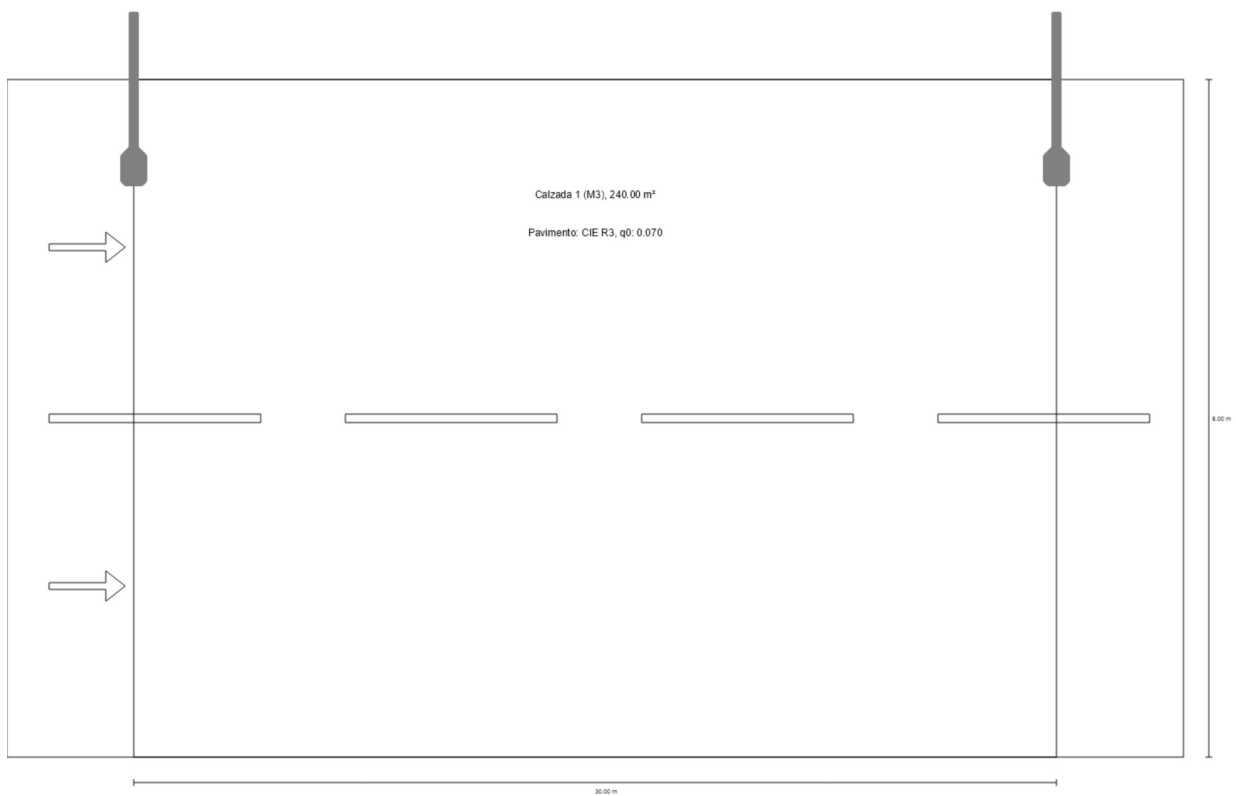 Calzada 1 (M3), 240.00 m²
Pavimento: CIE R3, q0: 0.070
8.00 m
30.00 m